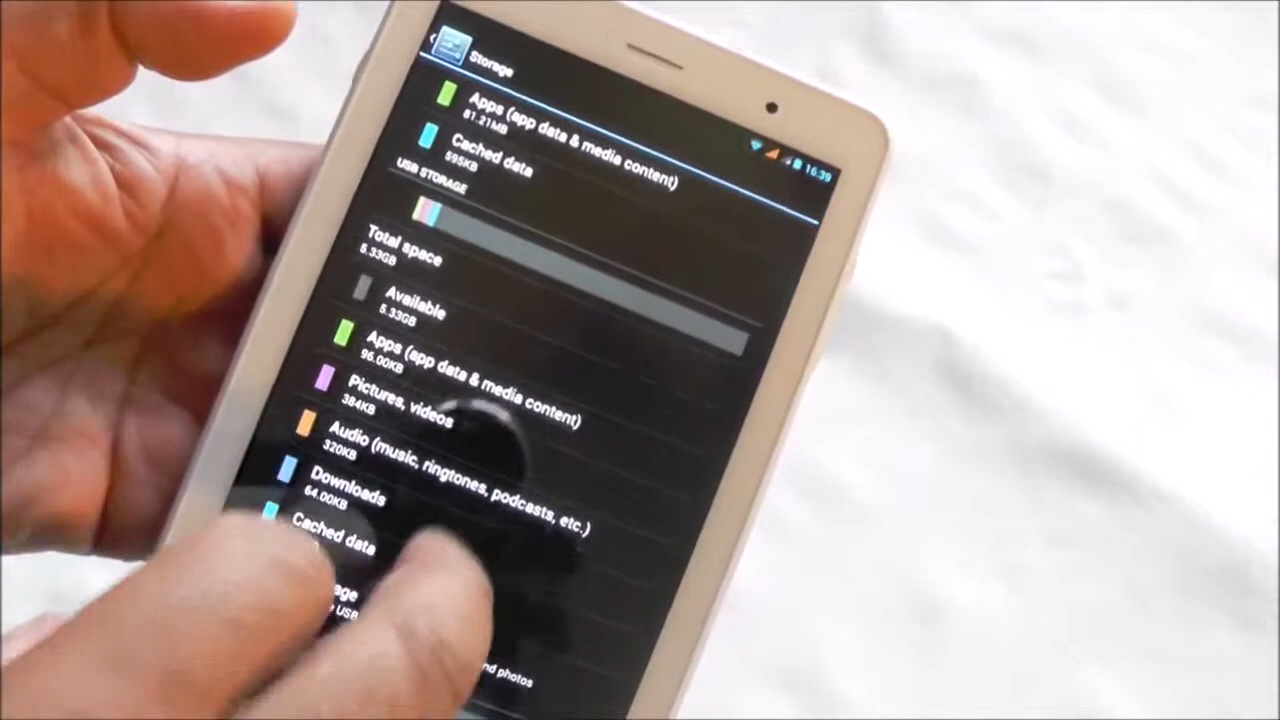 Storage
16:39
Apps (app data & media content)
81.21MB
Cached data
595KB
USB STORAGE
Total space
5.33GB
Available
5.33GB
Apps (app data & media content)
96.00KB
Pictures, videos
384KB
Audio (music, ringtones, podcasts, etc.)
320KB
Downloads
64.00KB
Cached data
USB
photos